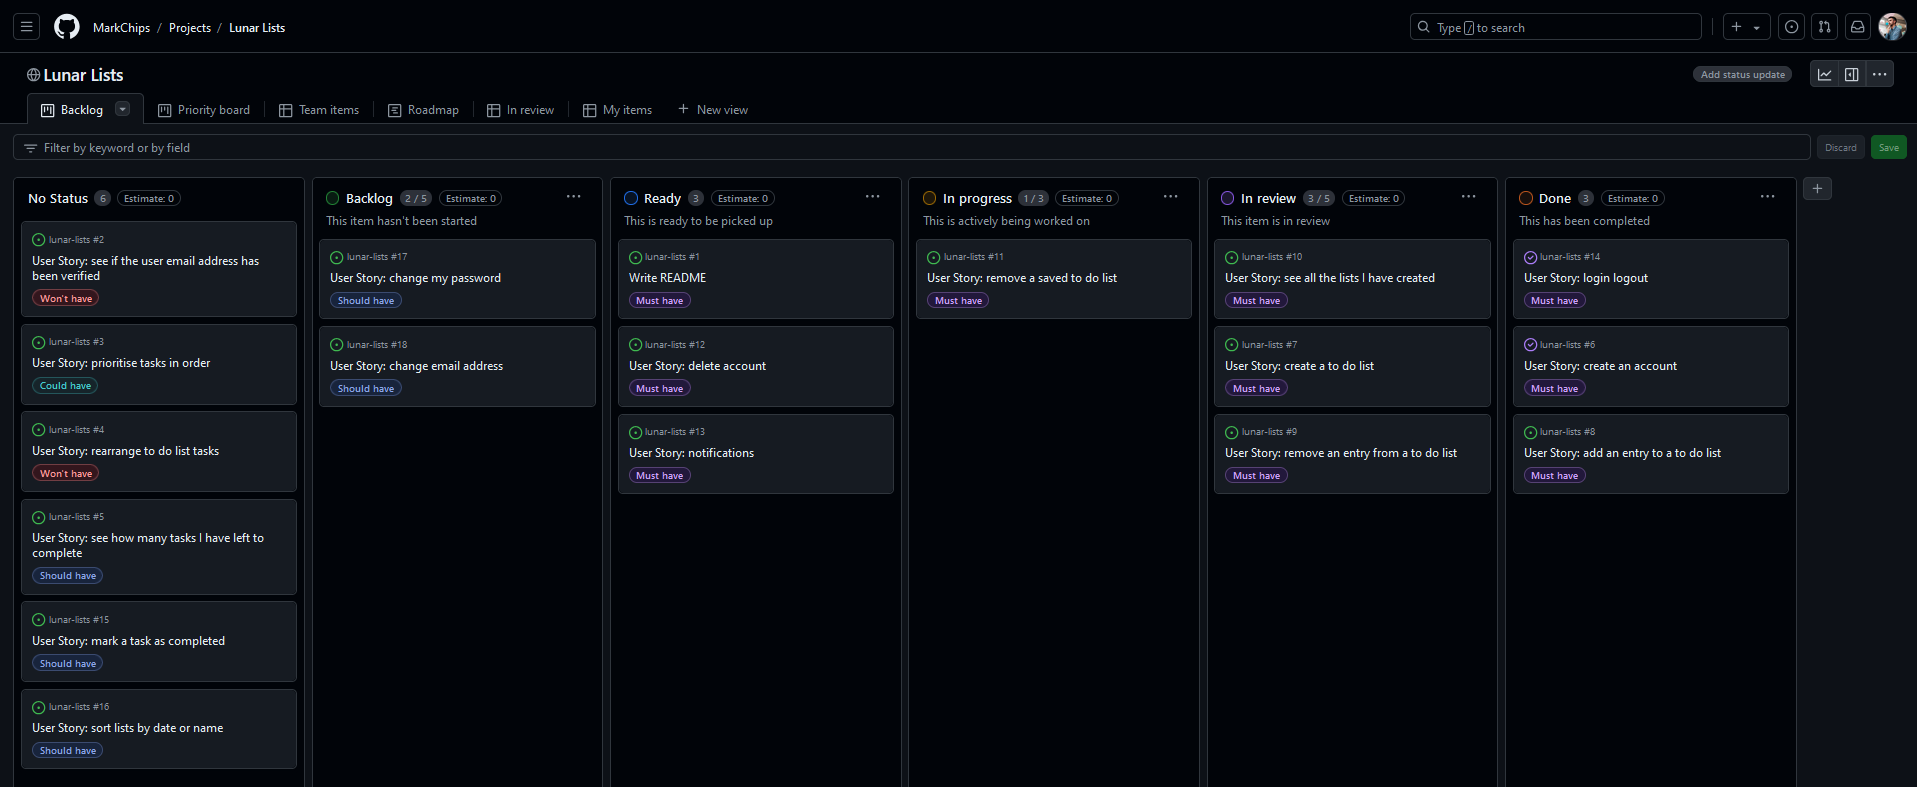 MarkChips / Projects / Lunar Lists
Type / to search
Lunar Lists
Add status update
Backlog
Priority board
Team items
Roadmap
In review
My items
+ New view
Filter by keyword or by field
Discard
Save
No Status 6 Estimate: 0
lunar-lists #2
User Story: see if the user email address has
been verified
Won't have
lunar-lists #3
User Story: prioritise tasks in order
Could have
lunar-lists #4
User Story: rearrange to do list tasks
Won't have
lunar-lists #5
User Story: see how many tasks I have left to
complete
Should have
lunar-lists #15
User Story: mark a task as completed
Should have
lunar-lists #16
User Story: sort lists by date or name
Should have
Backlog 2 / 5 Estimate: 0
This item hasn't been started
lunar-lists #17
User Story: change my password
Should have
lunar-lists #18
User Story: change email address
Should have
Ready 3 Estimate: 0
This is ready to be picked up
lunar-lists #1
Write README
Must have
lunar-lists #12
User Story: delete account
Must have
lunar-lists #13
User Story: notifications
Must have
In progress 1 / 3 Estimate: 0
This is actively being worked on
lunar-lists #11
User Story: remove a saved to do list
Must have
In review 3 / 5 Estimate: 0
This item is in review
lunar-lists #10
User Story: see all the lists I have created
Must have
lunar-lists #7
User Story: create a to do list
Must have
lunar-lists #9
User Story: remove an entry from a to do list
Must have
Done 3 Estimate: 0
This has been completed
lunar-lists #14
User Story: login logout
Must have
lunar-lists #6
User Story: create an account
Must have
lunar-lists #8
User Story: add an entry to a to do list
Must have